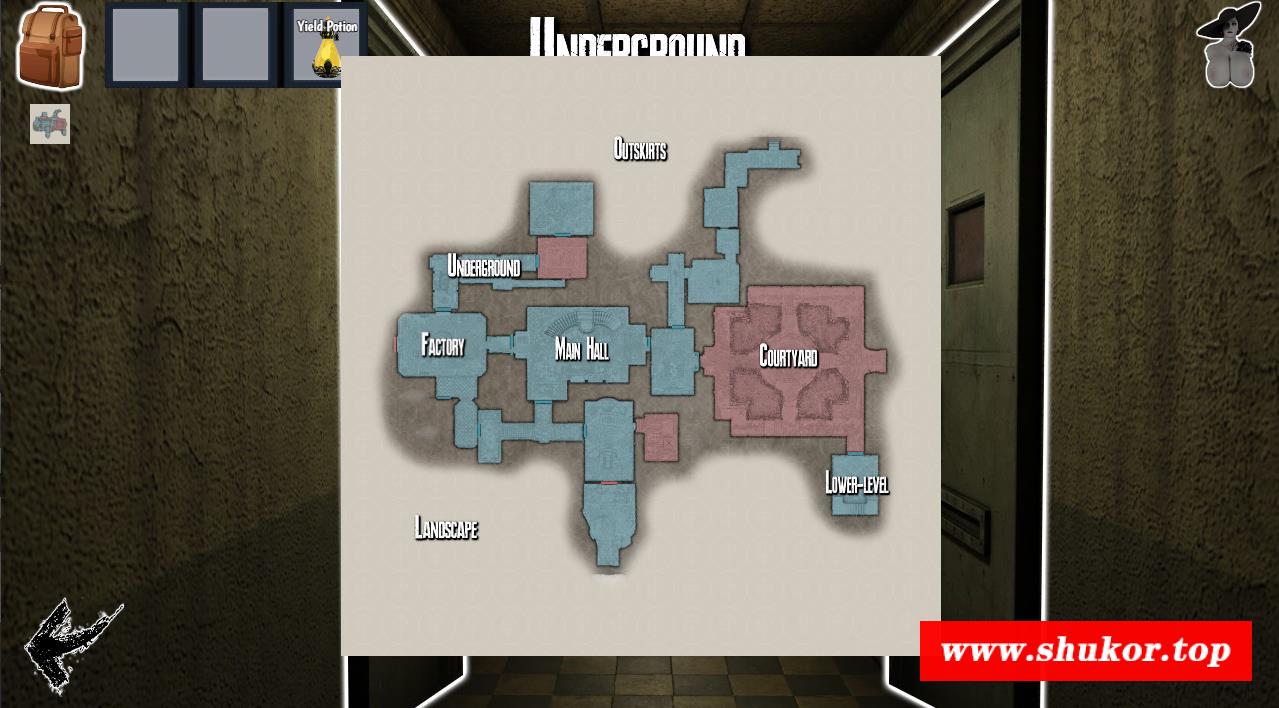 Yield Potion
Underground
Outskirts
Underground
Factory
Main Hall
Courtyard
Lower-level
Landscape
www.shukor.top